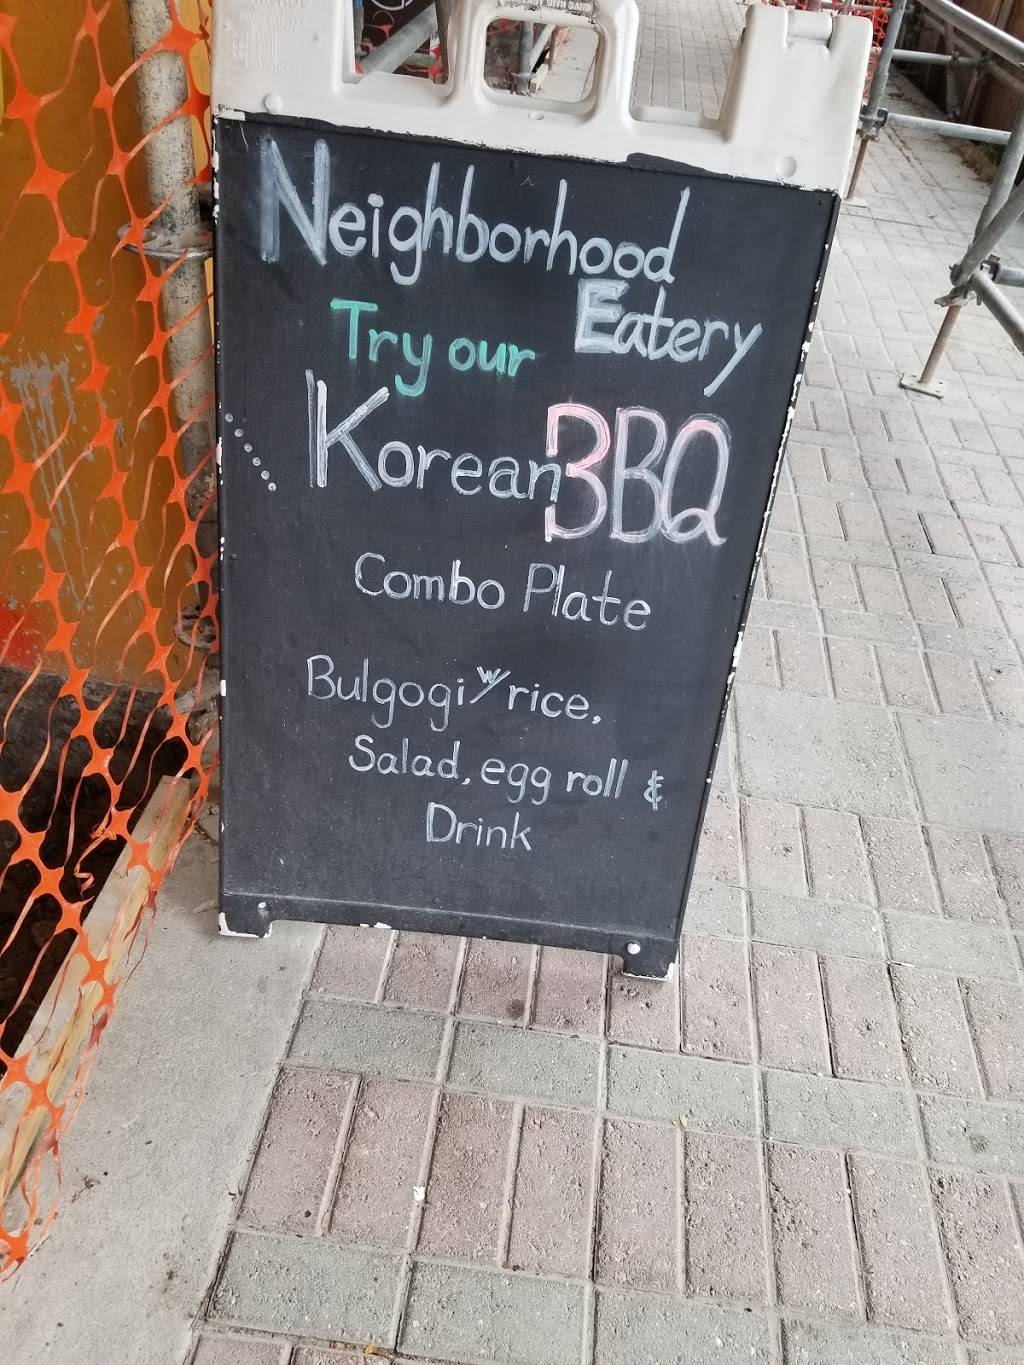 Neighborhood
Eatery
Try our
Korean BBQ
Combo Plate
Bulgogi w/ rice,
Salad, egg roll &
Drink